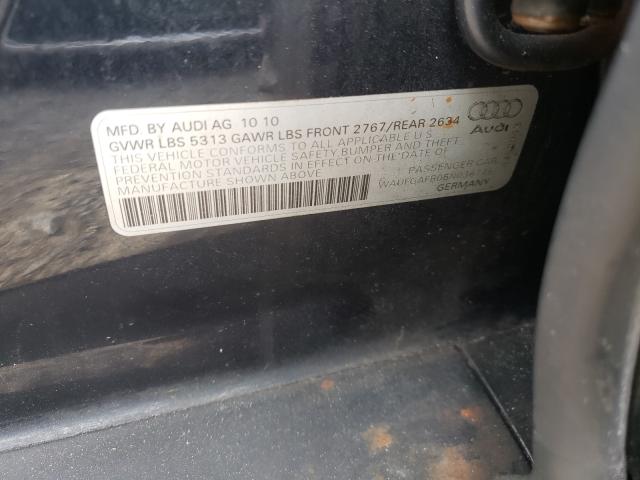 MFD. BY AUDI AG 10 10
GVWR LBS 5313 GAWR LBS FRONT 2767/REAR 2634
THIS VEHICLE CONFORMS TO ALL APPLICABLE U.S.
FEDERAL MOTOR VEHICLE SAFETY BUMPER AND THEFT
PREVENTION STANDARDS IN EFFECT ON THE DATE OF
MANUFACTURE SHOWN ABOVE
Audi
PASSENGER CAR
GERMANY